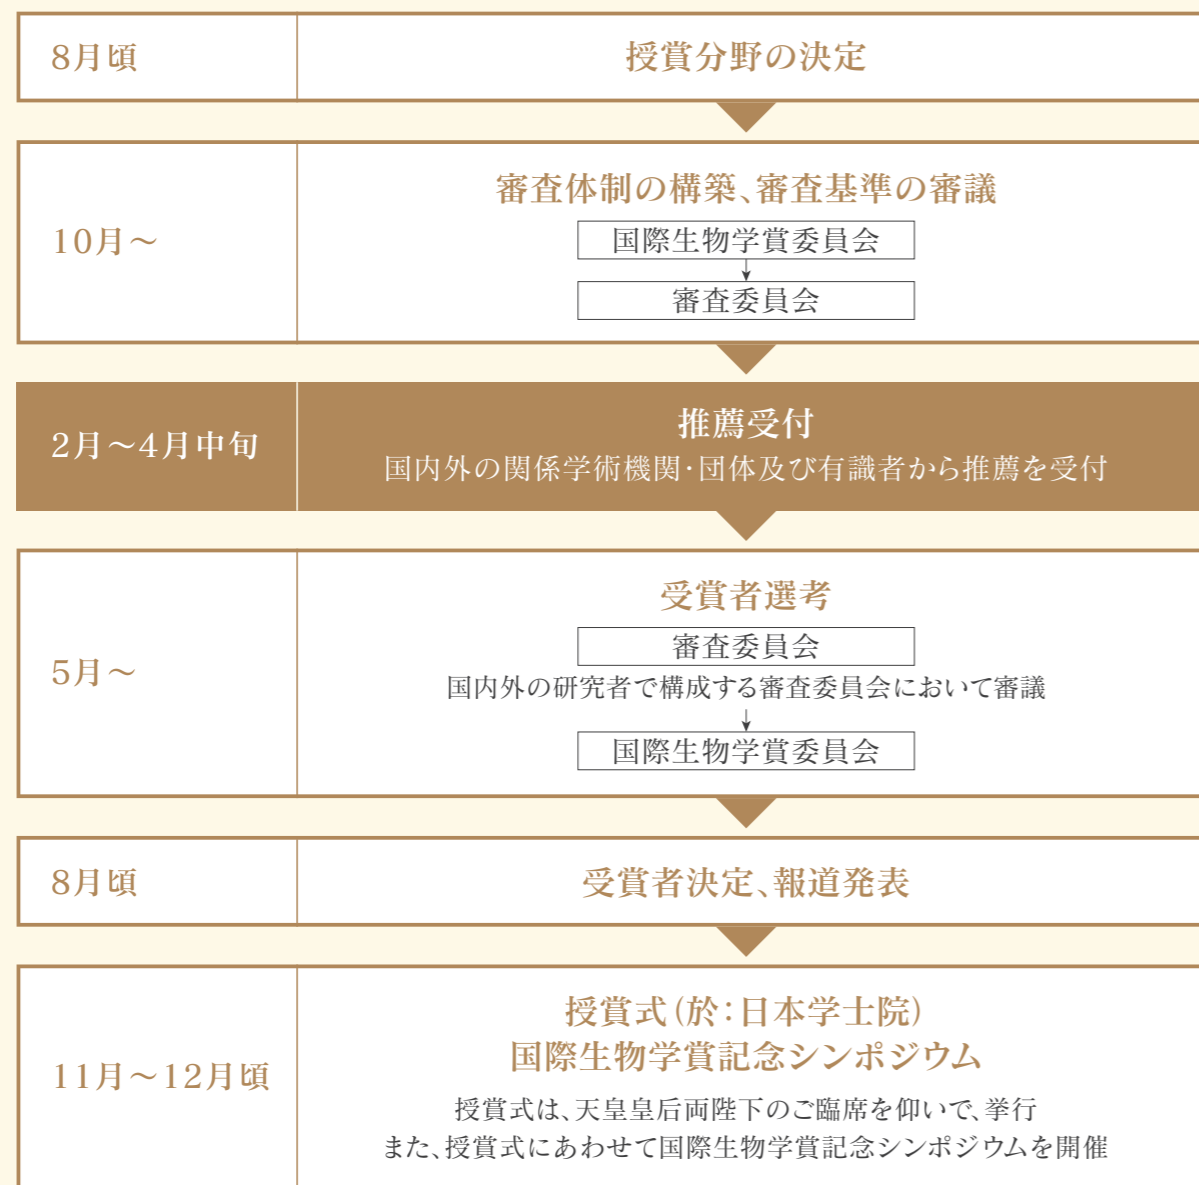 8月頃
授賞分野の決定
10月～
審査体制の構築、審査基準の審議
国際生物学賞委員会
審査委員会
2月～4月中旬
推薦受付
国内外の関係学術機関・団体及び有識者から推薦を受付
5月～
受賞者選考
審査委員会
国内外の研究者で構成する審査委員会において審議
国際生物学賞委員会
8月頃
受賞者決定、報道発表
11月～12月頃
授賞式（於：日本学士院）
国際生物学賞記念シンポジウム
授賞式は、天皇皇后両陛下のご臨席を仰いで、挙行
また、授賞式にあわせて国際生物学賞記念シンポジウムを開催